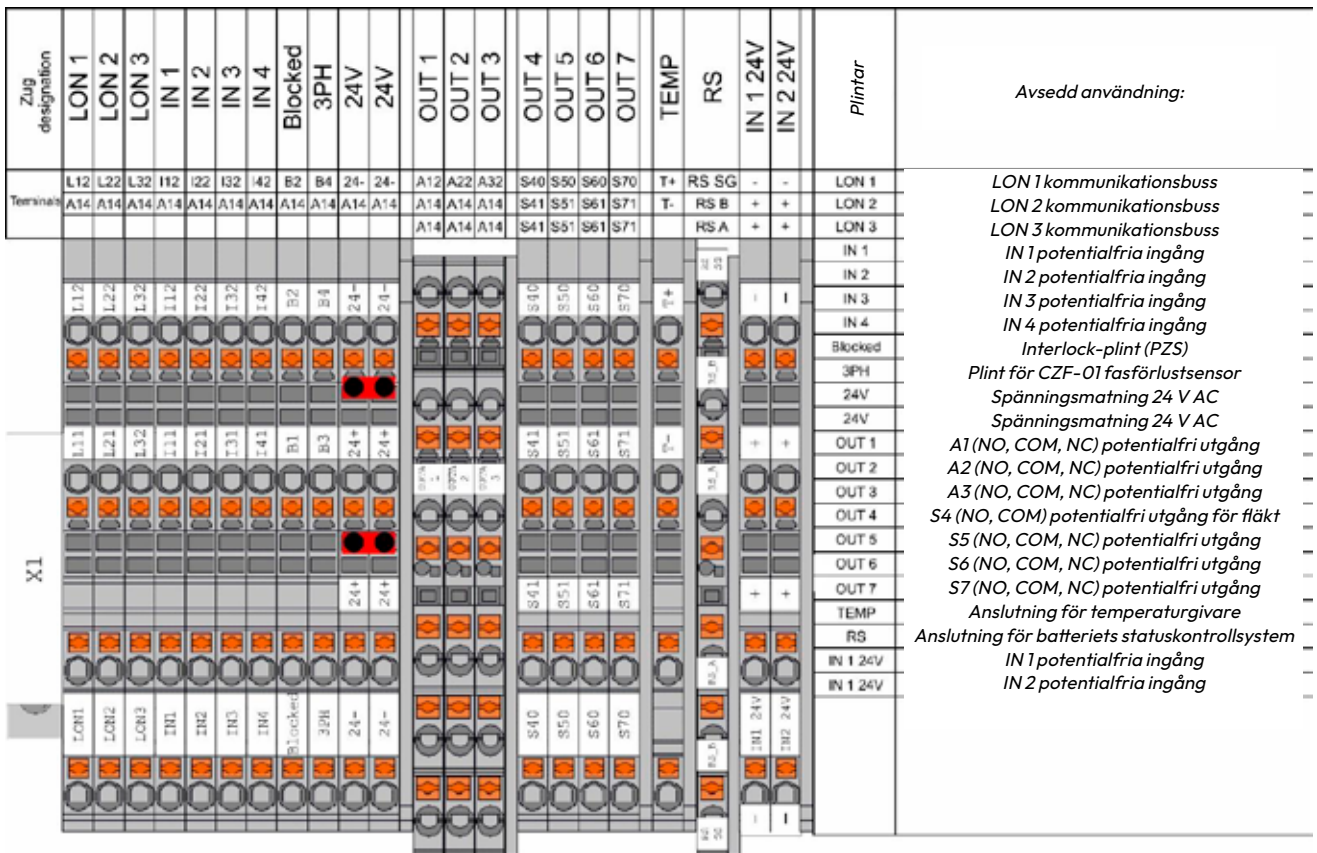 Zug designation LON 1 LON 2 LON 3 IN 1 IN 2 IN 3 IN 4 Blocked 3PH 24V 24V OUT 1 OUT 2 OUT 3 OUT 4 OUT 5 OUT 6 OUT 7 TEMP RS IN 1 24V IN 2 24V Plintar Avsedd användning:
L12 L22 L32 I12 I22 I32 I42 B2 B4 24- 24- A12 A22 A32 S40 S50 S60 S70 T+ RS SG - - LON 1 LON 1 kommunikationsbuss
Terminals A14 A14 A14 A14 A14 A14 A14 A14 A14 A14 A14 A14 A14 A14 S41 S51 S61 S71 T- RS B + + LON 2 LON 2 kommunikationsbuss
A14 A14 A14 S41 S51 S61 S71 RS A + + LON 3 LON 3 kommunikationsbuss
IN 1 IN 1 potentialfria ingång
IN 2 IN 2 potentialfria ingång
IN 3 IN 3 potentialfria ingång
IN 4 IN 4 potentialfria ingång
Blocked Interlock-plint (PZS)
3PH Plint för CZF-01 fasförlustsensor
24V Spänningsmatning 24 V AC
24V Spänningsmatning 24 V AC
OUT 1 A1 (NO, COM, NC) potentialfri utgång
OUT 2 A2 (NO, COM, NC) potentialfri utgång
OUT 3 A3 (NO, COM, NC) potentialfri utgång
OUT 4 S4 (NO, COM) potentialfri utgång för fläkt
OUT 5 S5 (NO, COM, NC) potentialfri utgång
OUT 6 S6 (NO, COM, NC) potentialfri utgång
OUT 7 S7 (NO, COM, NC) potentialfri utgång
TEMP Anslutning för temperaturgivare
RS Anslutning för batteriets statuskontrollsystem
IN 1 24V IN 1 potentialfria ingång
IN 1 24V IN 2 potentialfria ingång
L12 L22 L32 I12 I22 I32 I42 B2 B4 24- 24- S40 S50 S60 S70 T+ - -
RS_B
L11 L21 L32 I11 I21 I31 I41 B1 B3 24+ 24+ S41 S51 S61 S71 T- + +
RS_A
X1
24+ 24+ S41 S51 S61 S71 + +
RS_A
LON1 LON2 LON3 IN1 IN2 IN3 IN4 Blocked 3PH 24- 24- S40 S50 S60 S70 IN1 24V IN2 24V
RS_B
- -